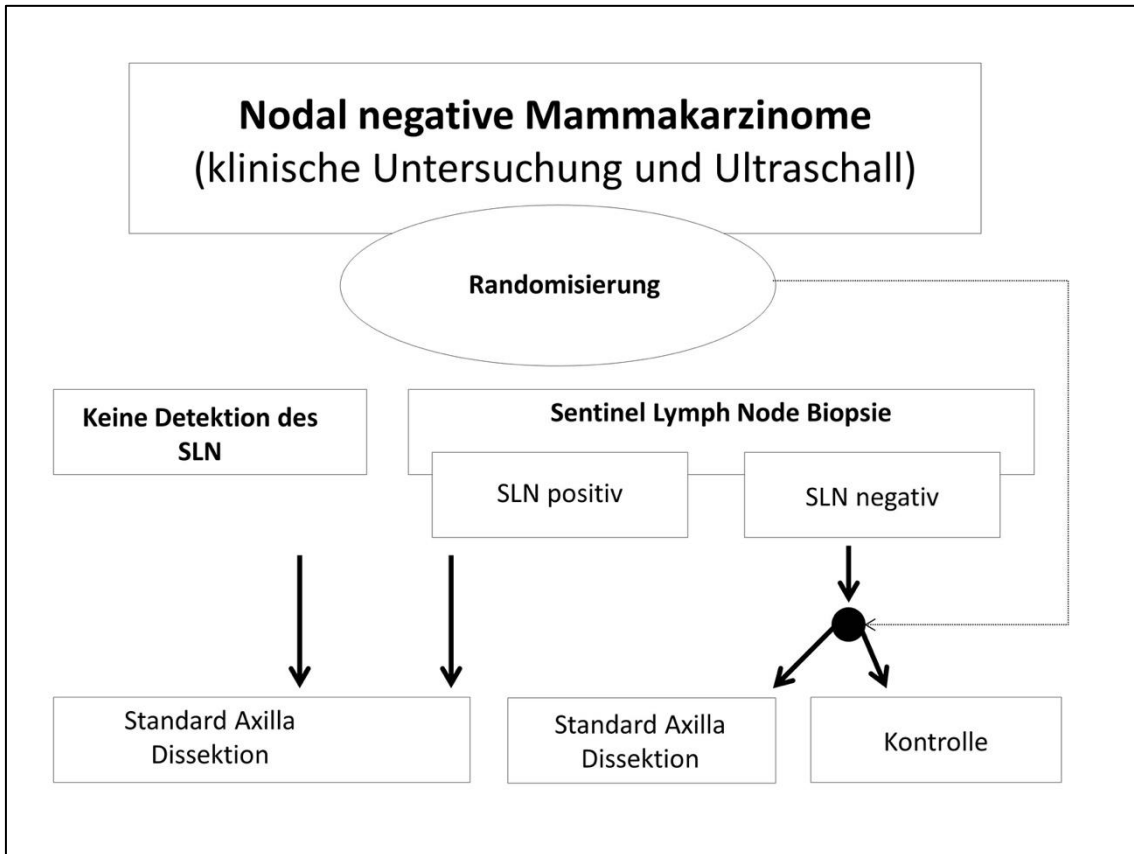 Nodal negative Mammakarzinome
(klinische Untersuchung und Ultraschall)
Randomisierung
Keine Detektion des
SLN
Sentinel Lymph Node Biopsie
SLN positiv
SLN negativ
Standard Axilla
Dissektion
Standard Axilla
Dissektion
Kontrolle